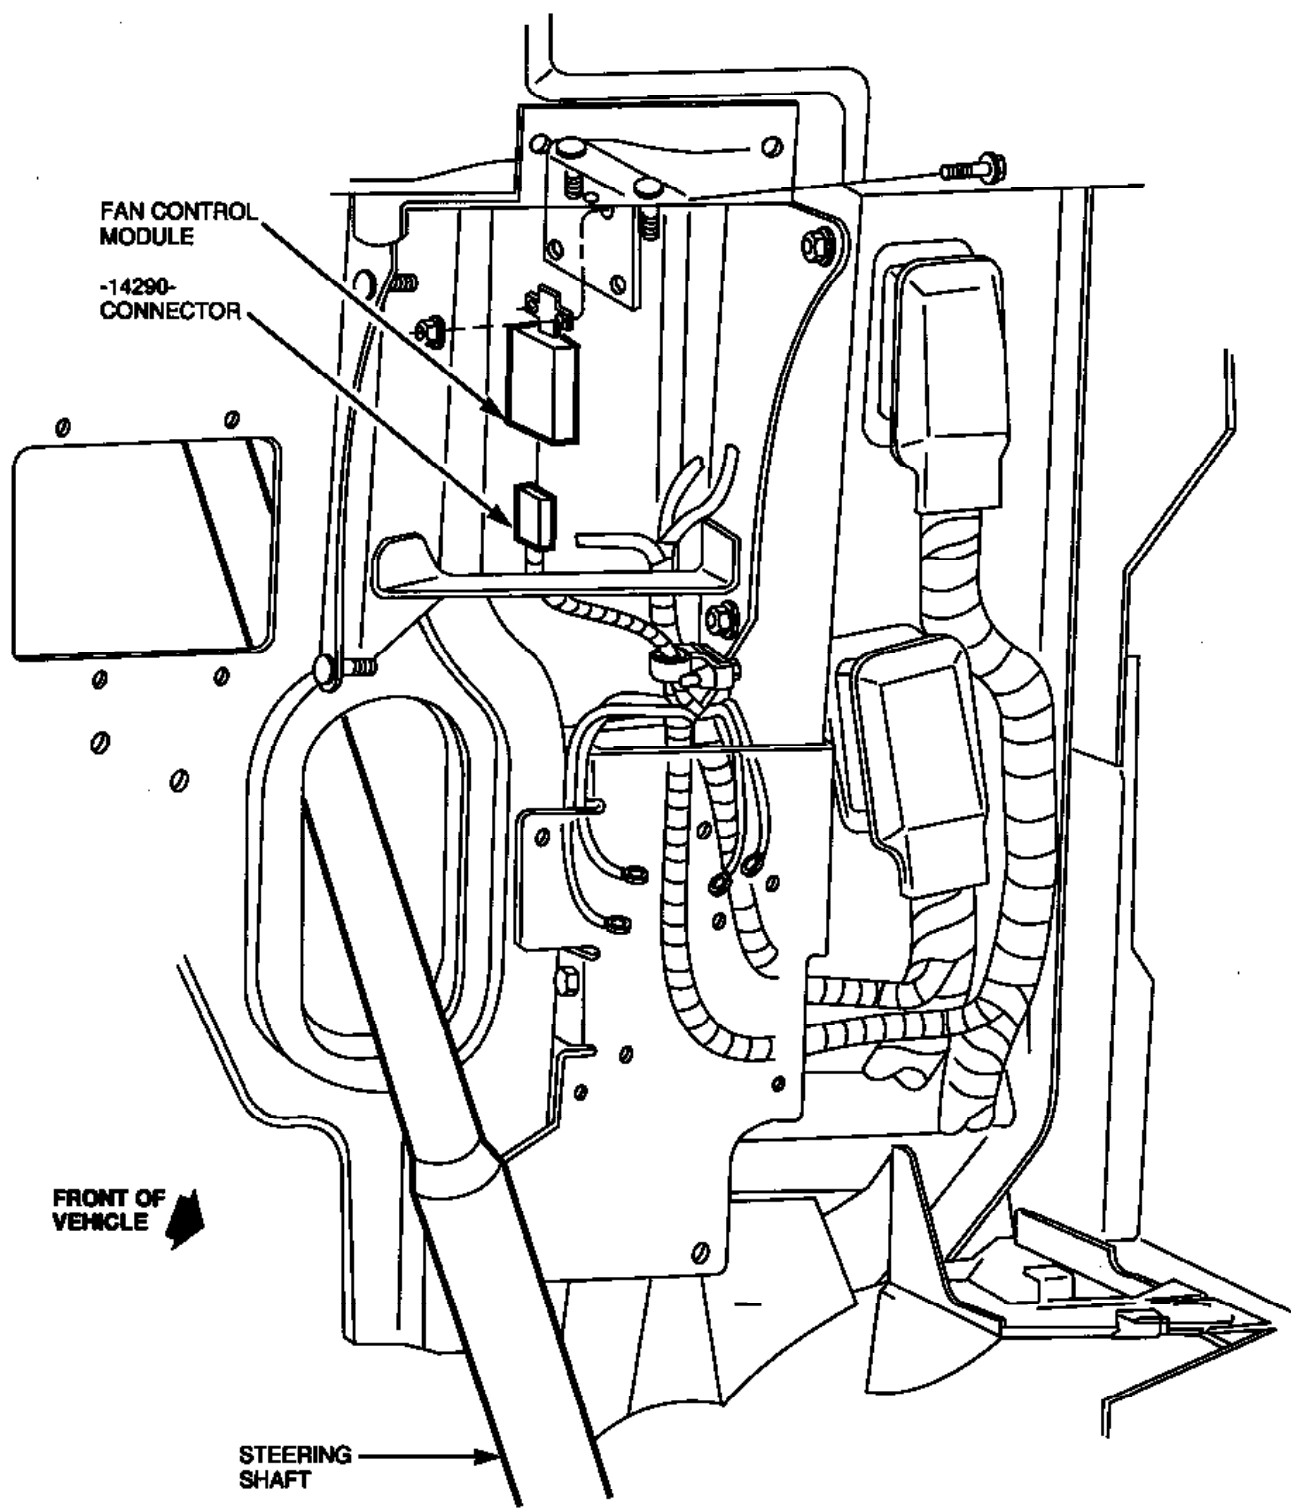 FAN CONTROL
MODULE
-14290-
CONNECTOR
FRONT OF
VEHICLE
STEERING
SHAFT